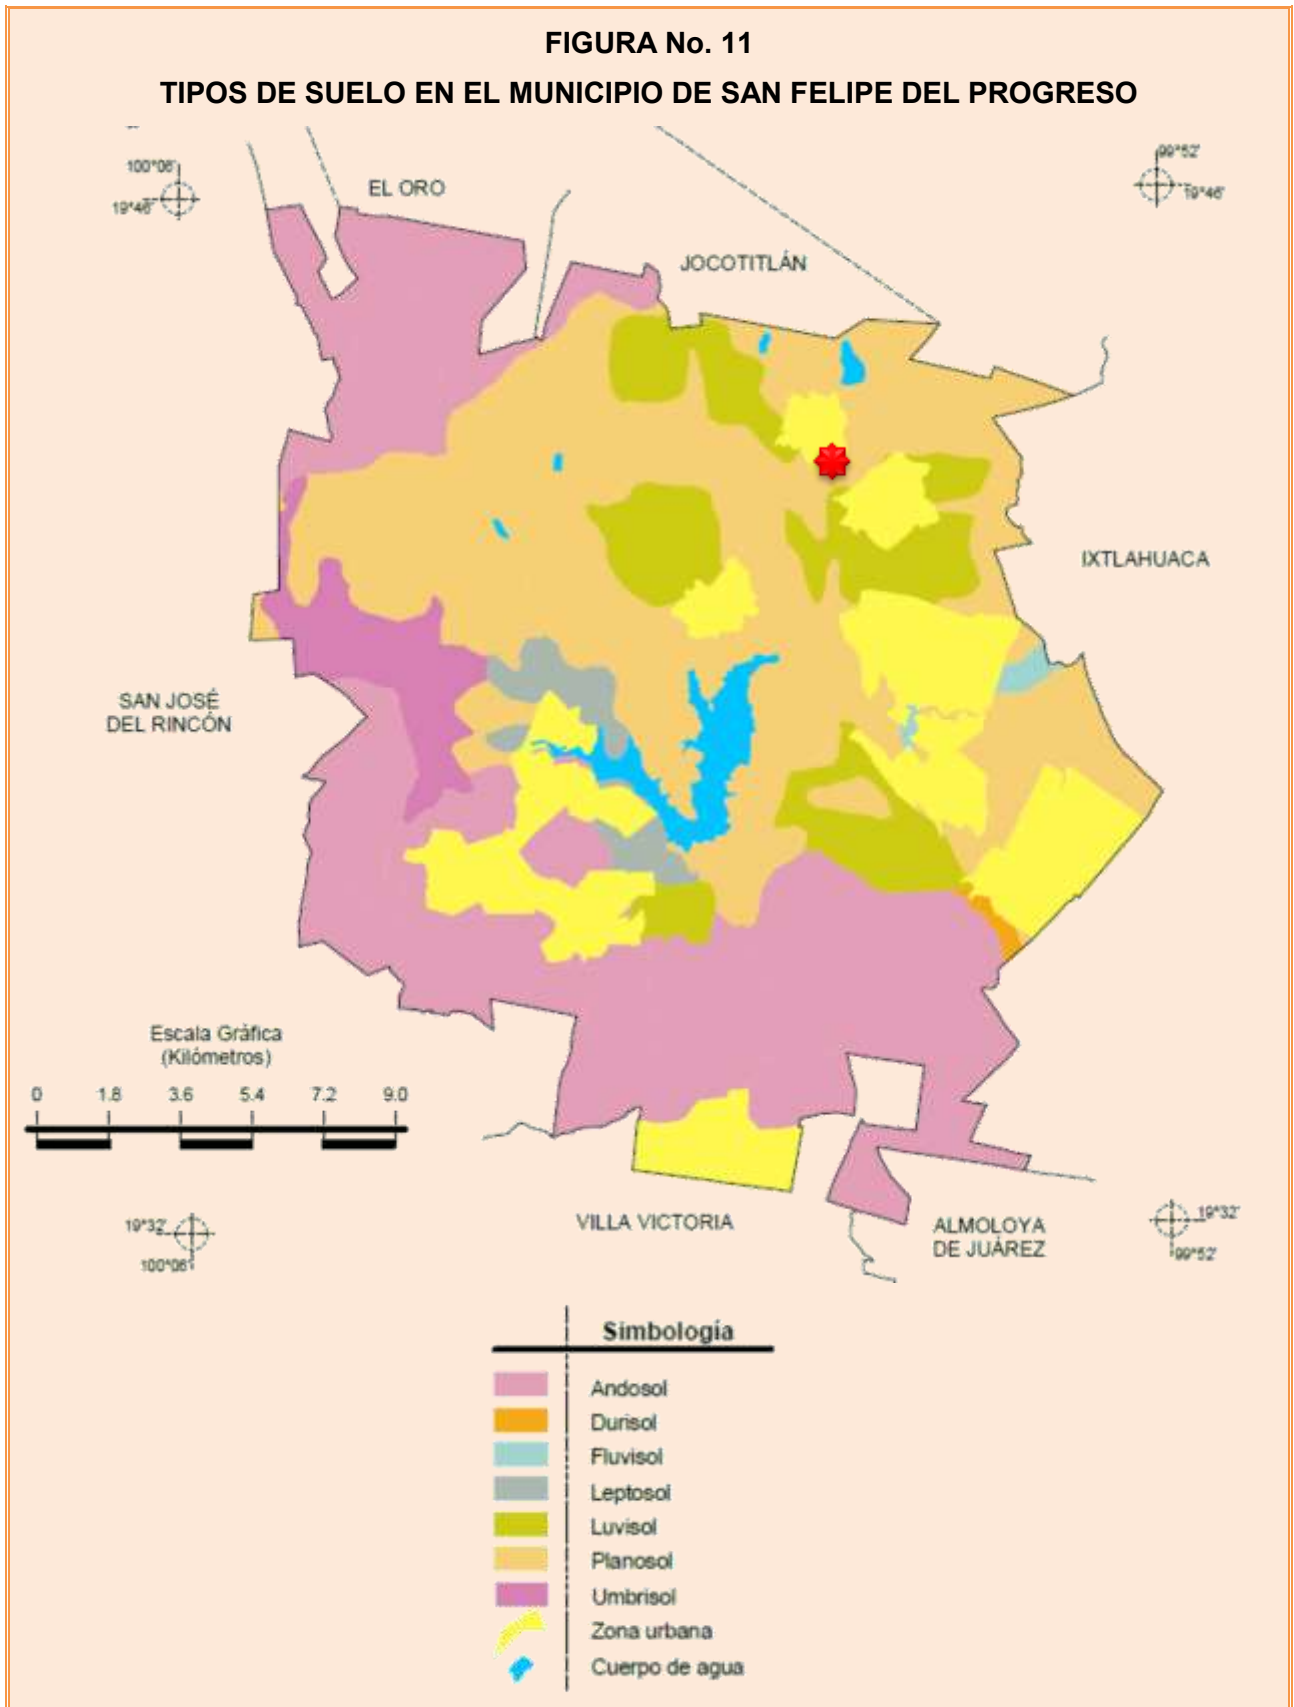 FIGURA No. 11
TIPOS DE SUELO EN EL MUNICIPIO DE SAN FELIPE DEL PROGRESO
100°06'
19°46'
EL ORO
99°52'
19°46'
JOCOTITLÁN
IXTLAHUACA
SAN JOSÉ
DEL RINCÓN
Escala Gráfica
(Kilómetros)
0 1.8 3.6 5.4 7.2 9.0
19°32'
100°06'
VILLA VICTORIA
ALMOLOYA
DE JUÁREZ
19°32'
99°52'
Simbología
Andosol
Durisol
Fluvisol
Leptosol
Luvisol
Planosol
Umbrisol
Zona urbana
Cuerpo de agua